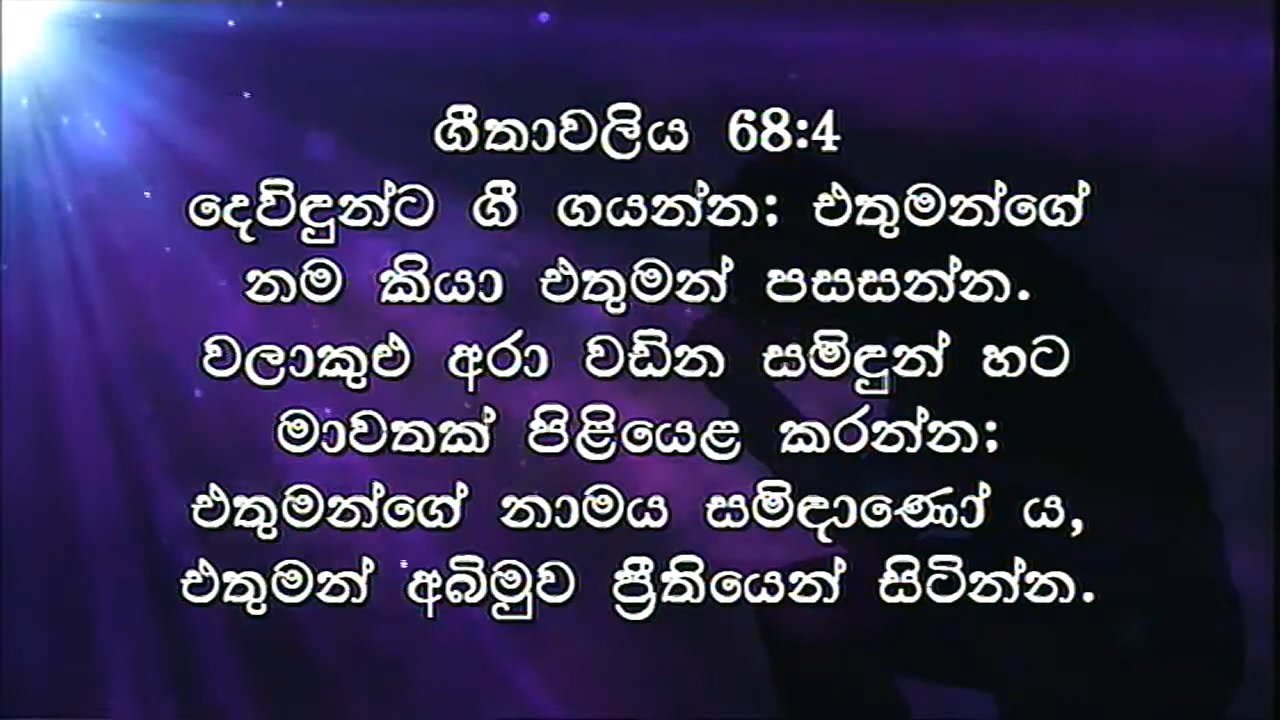 ගීතාවලිය 68:4
දෙවිඳුන්ට ගී ගයන්න; එතුමන්ගේ
නම කියා එතුමන් පසසන්න.
වලාකුළු අරා වඩින සමිඳුන් හට
මාවතක් පිළියෙළ කරන්න;
එතුමන්ගේ නාමය සමිඳාණෝ ය,
එතුමන් අබිමුව ප්‍රීතියෙන් සිටින්න.